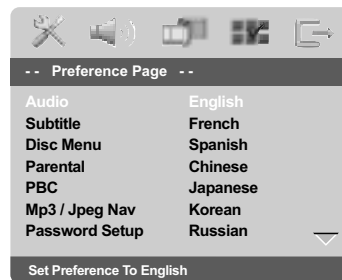 - - Preference Page - -
Audio English
Subtitle French
Disc Menu Spanish
Parental Chinese
PBC Japanese
Mp3 / Jpeg Nav Korean
Password Setup Russian
Set Preference To English